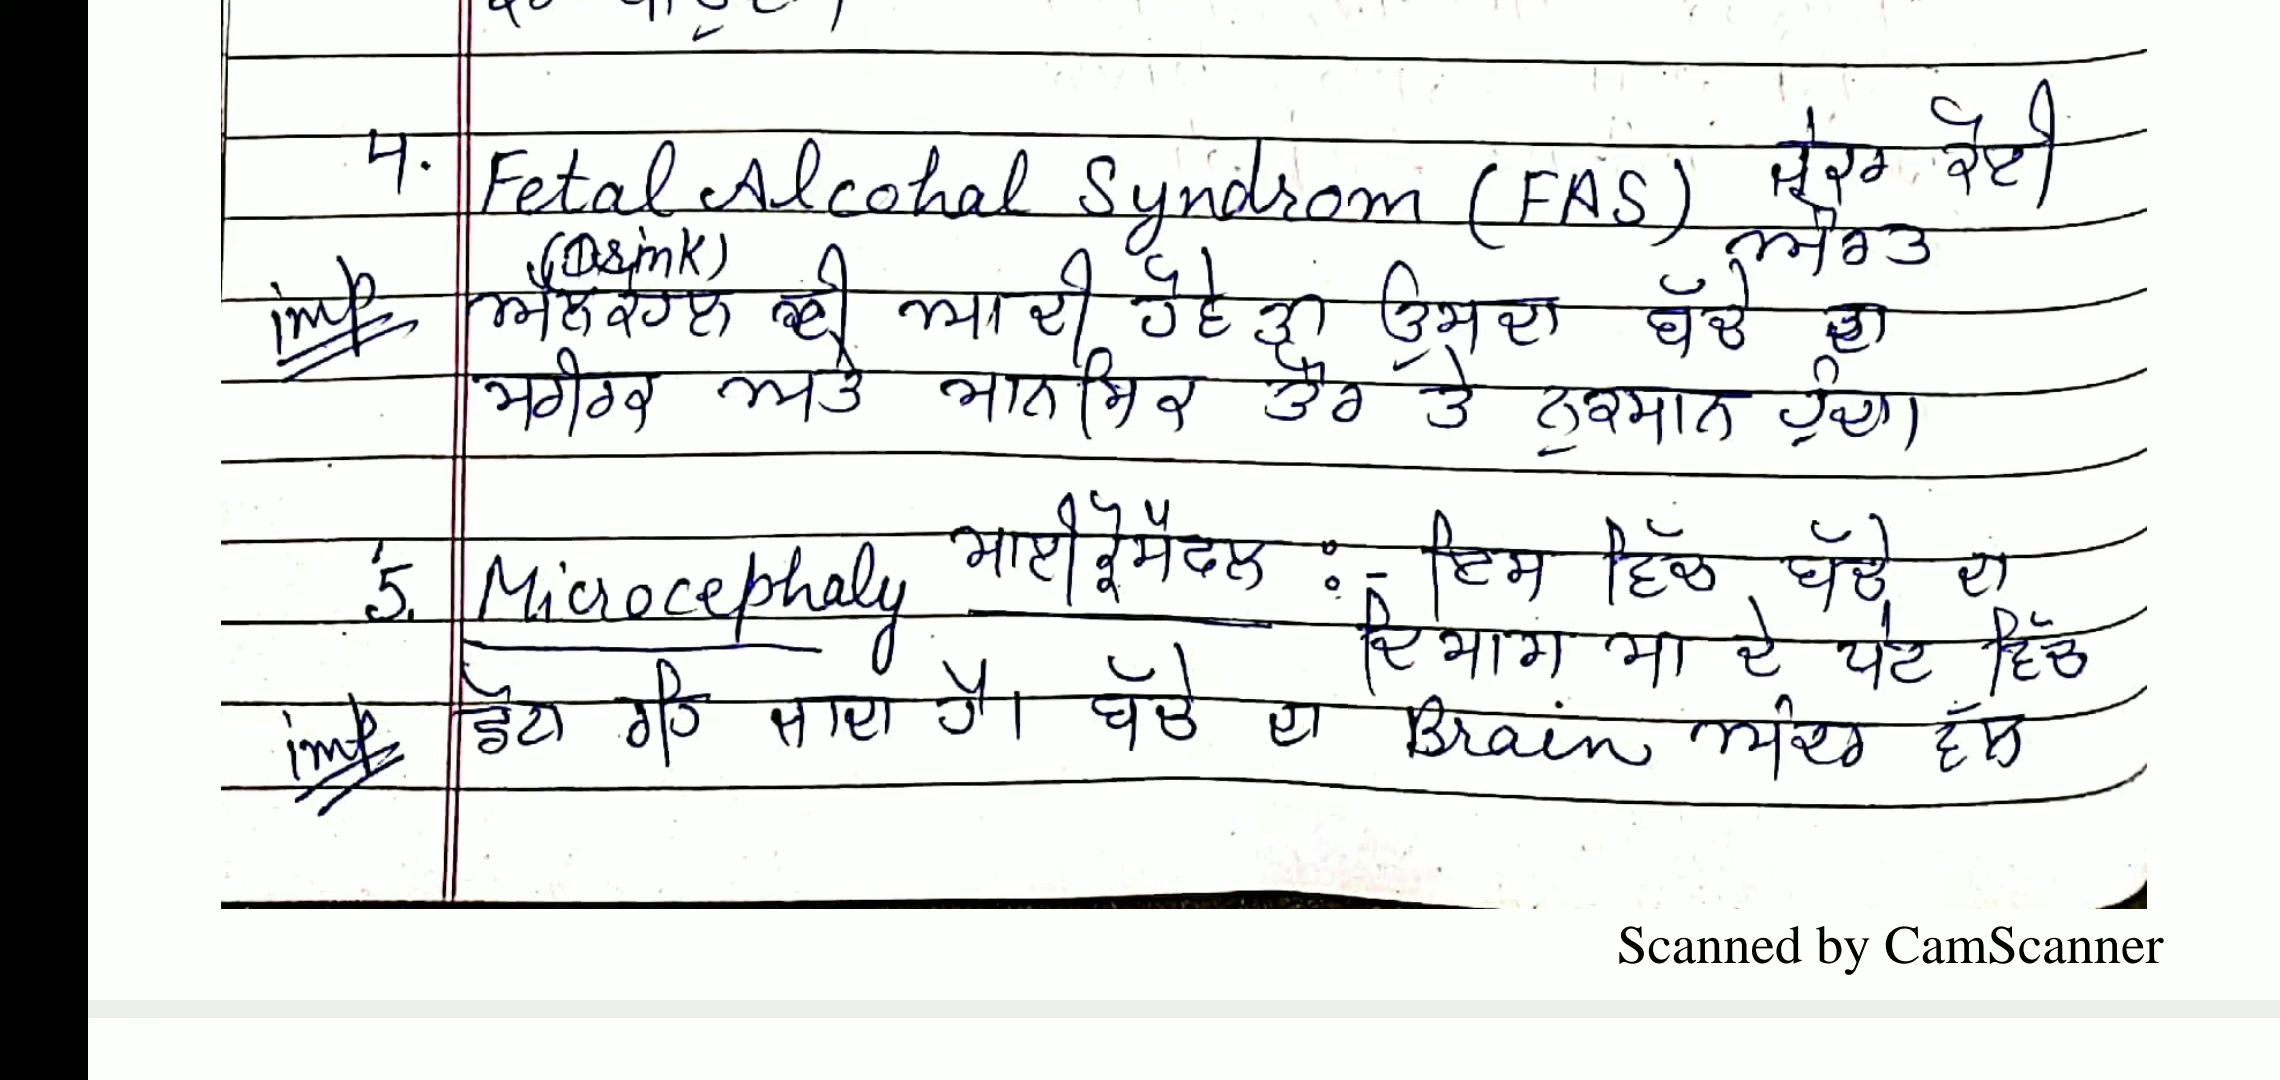 4. Fetal Alcohal Syndrom (FAS) ਜੇਕਰ ਕੋਈ
ਔਰਤ
(Drink)
imp ਅਲਕੋਹਲ ਦੀ ਆਦੀ ਹੋਵੇ ਤਾਂ ਉਸਦਾ ਬੱਚੇ ਦਾ
ਸਰੀਰਕ ਅਤੇ ਮਾਨਸਿਕ ਤੌਰ ਤੇ ਨੁਕਸਾਨ ਹੁੰਦਾ।
5. Microcephaly ਮਾਈਕ੍ਰੋਸੈਫਲ :- ਇਸ ਵਿੱਚ ਬੱਚੇ ਦਾ
ਦਿਮਾਗ ਮਾ ਦੇ ਪੇਟ ਵਿੱਚ
imp ਛੋਟਾ ਰਹਿ ਜਾਦਾ ਹੈ। ਬੱਚੇ ਦਾ Brain ਅੰਦਰ ਵੱਲ
Scanned by CamScanner